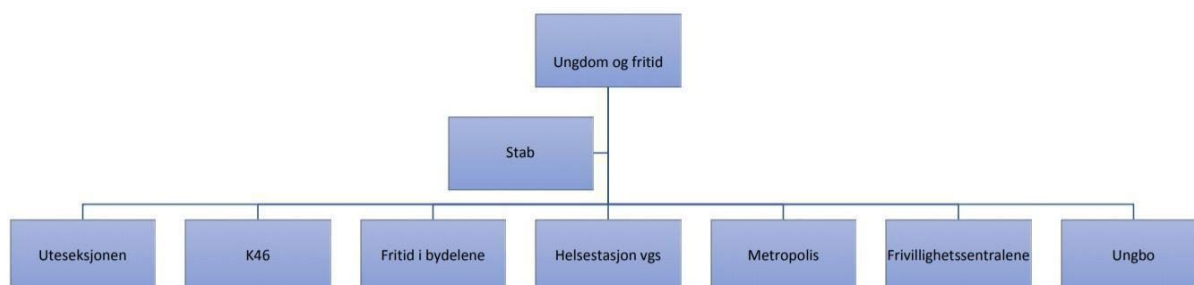 Ungdom og fritid
Stab
Uteseksjonen
K46
Fritid i bydelene
Helsestasjon vgs
Metropolis
Frivillighetssentralene
Ungbo